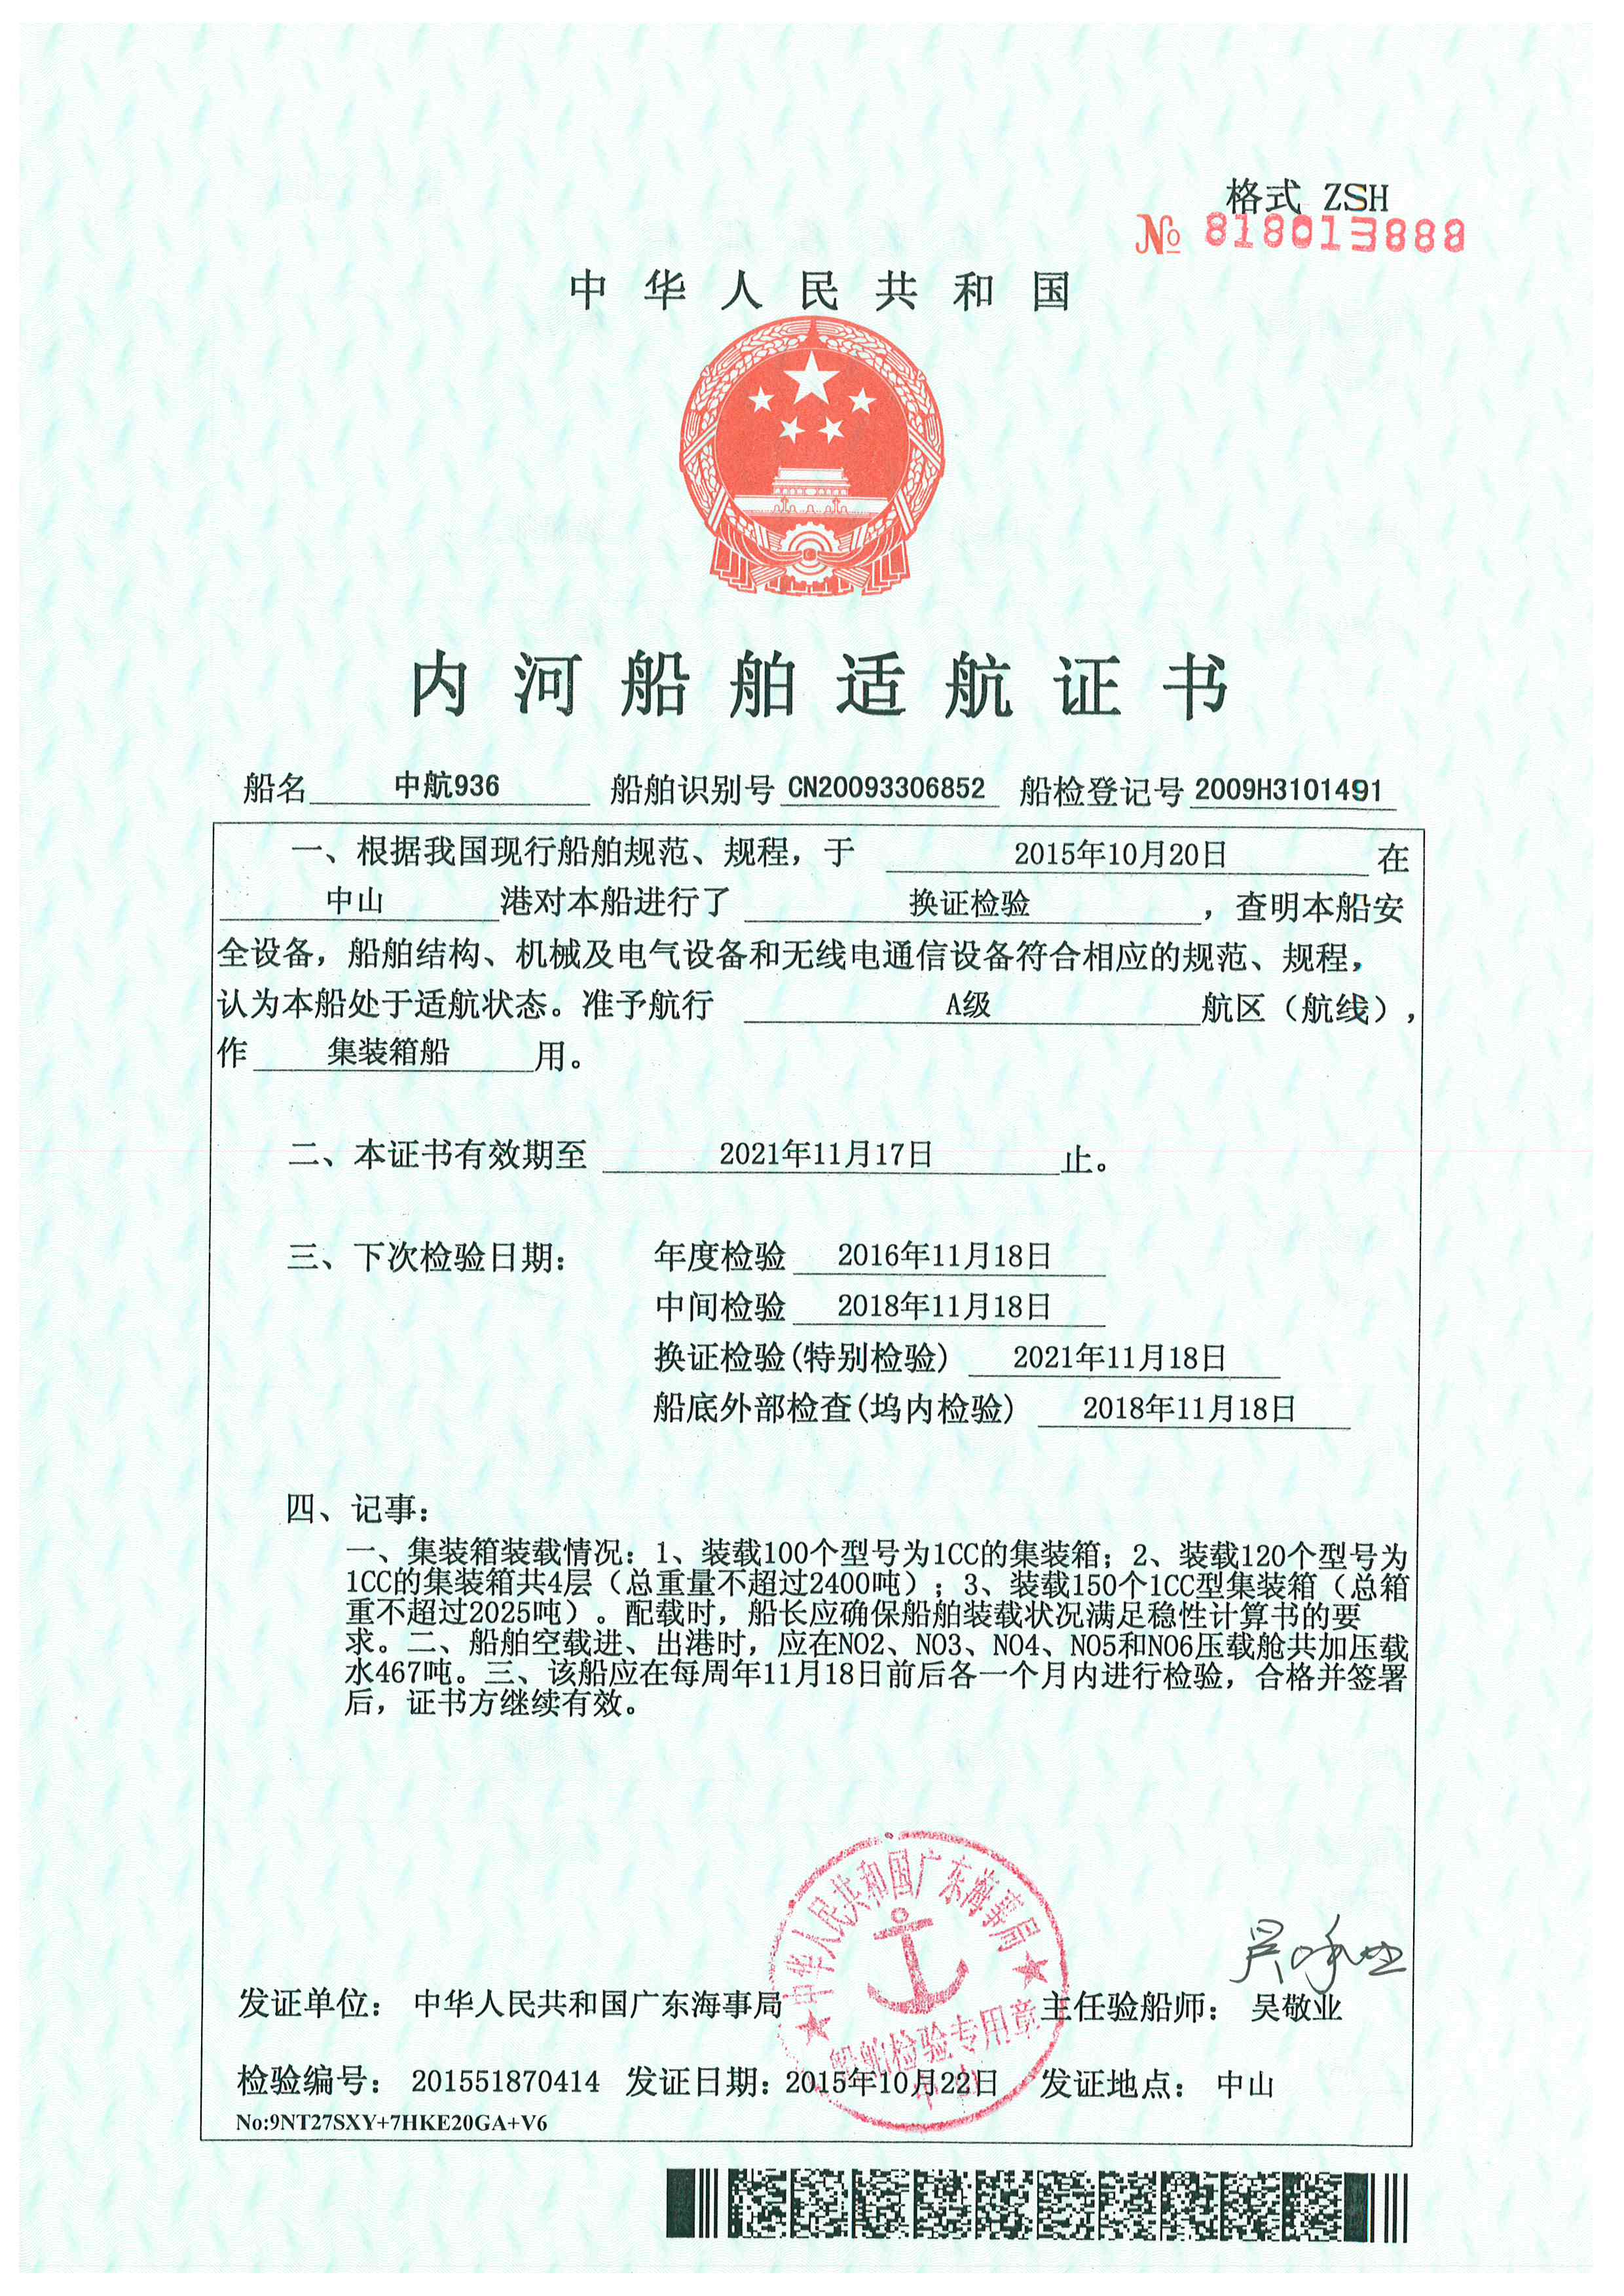 格式 ZSH
№ 818013888
中华人民共和国
内河船舶适航证书
船名 中航936 船舶识别号 CN20093306852 船检登记号 2009H3101491
一、根据我国现行船舶规范、规程，于 2015年10月20日 在
中山 港对本船进行了 换证检验 ，查明本船安
全设备，船舶结构、机械及电气设备和无线电通信设备符合相应的规范、规程，
认为本船处于适航状态。准予航行 A级 航区（航线），
作 集装箱船 用。
二、本证书有效期至 2021年11月17日 止。
三、下次检验日期： 年度检验 2016年11月18日
中间检验 2018年11月18日
换证检验(特别检验) 2021年11月18日
船底外部检查(坞内检验) 2018年11月18日
四、记事：
一、集装箱装载情况：1、装载100个型号为1CC的集装箱；2、装载120个型号为
1CC的集装箱共4层（总重量不超过2400吨）；3、装载150个1CC型集装箱（总箱
重不超过2025吨）。配载时，船长应确保船舶装载状况满足稳性计算书的要
求。二、船舶空载进、出港时，应在NO2、NO3、NO4、NO5和NO6压载舱共加压载
水467吨。三、该船应在每周年11月18日前后各一个月内进行检验，合格并签署
后，证书方继续有效。
中华人民共和国广东海事局
船舶检验专用章
发证单位： 中华人民共和国广东海事局 主任验船师： 吴敬业
检验编号： 201551870414 发证日期：2015年10月22日 发证地点： 中山
No:9NT27SXY+7HKE20GA+V6